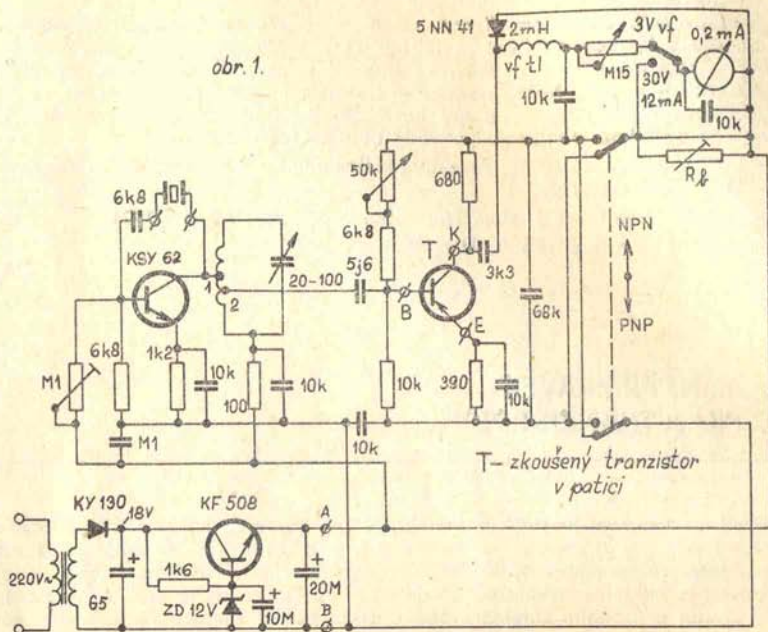 obr. 1.
5 NN 41
2mH
vf tl
3V vf
0,2 mA
M15
30V
12mA
10k
10k
R₆
50k
680
6k8
6k8
KSY 62
1
2
20-100
5j6
T
K
3k3
B
E
68k
NPN
PNP
M1
6k8
1k2
10k
100
10k
10k
390
10k
M1
10k
T - zkoušený tranzistor
v patici
KY 130
18V
KF 508
A
220V~
G5
1k6
ZD 12V
10M
20M
B